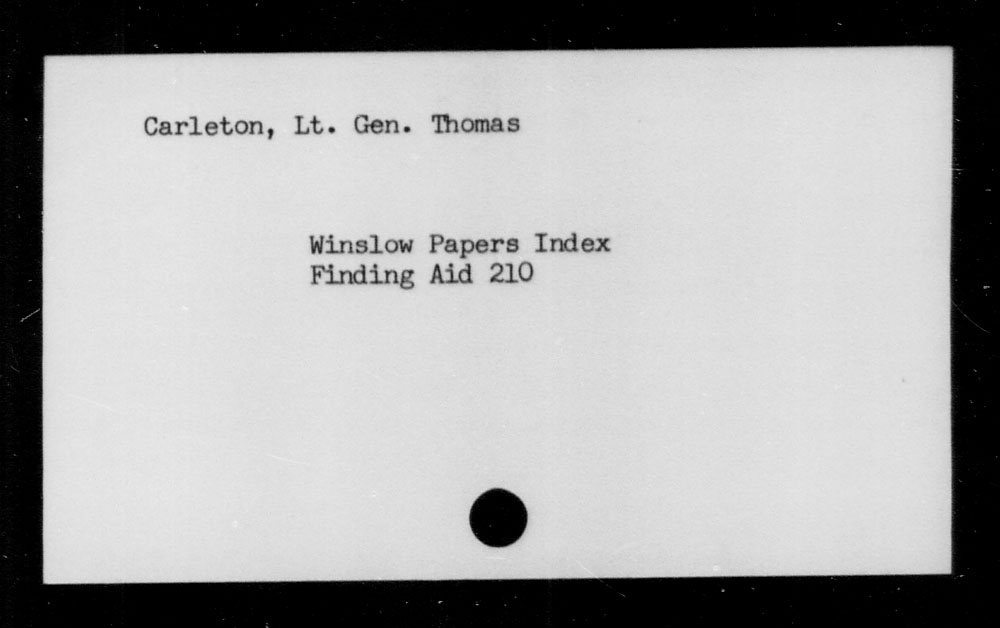 Carleton, Lt. Gen. Thomas
Winslow Papers Index
Finding Aid 210